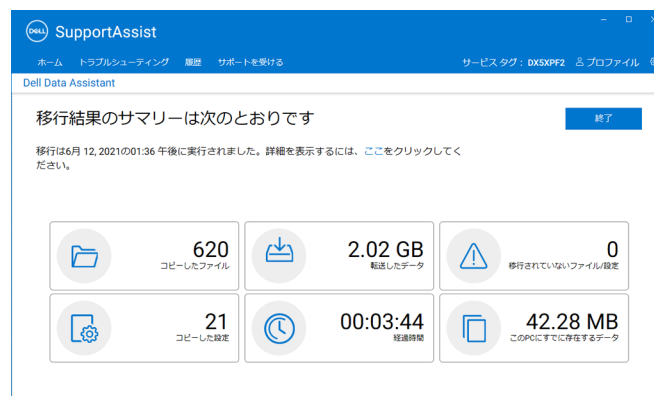 DELL SupportAssist
ホーム トラブルシューティング 履歴 サポートを受ける サービス タグ : DX5XPF2 プロファイル
Dell Data Assistant
移行結果のサマリーは次のとおりです
終了
移行は6月 12, 2021の01:36 午後に実行されました。詳細を表示するには、ここをクリックしてく
ださい。
620
コピーしたファイル
2.02 GB
転送したデータ
0
移行されていないファイル/設定
21
コピーした設定
00:03:44
経過時間
42.28 MB
このPCにすでに存在するデータ